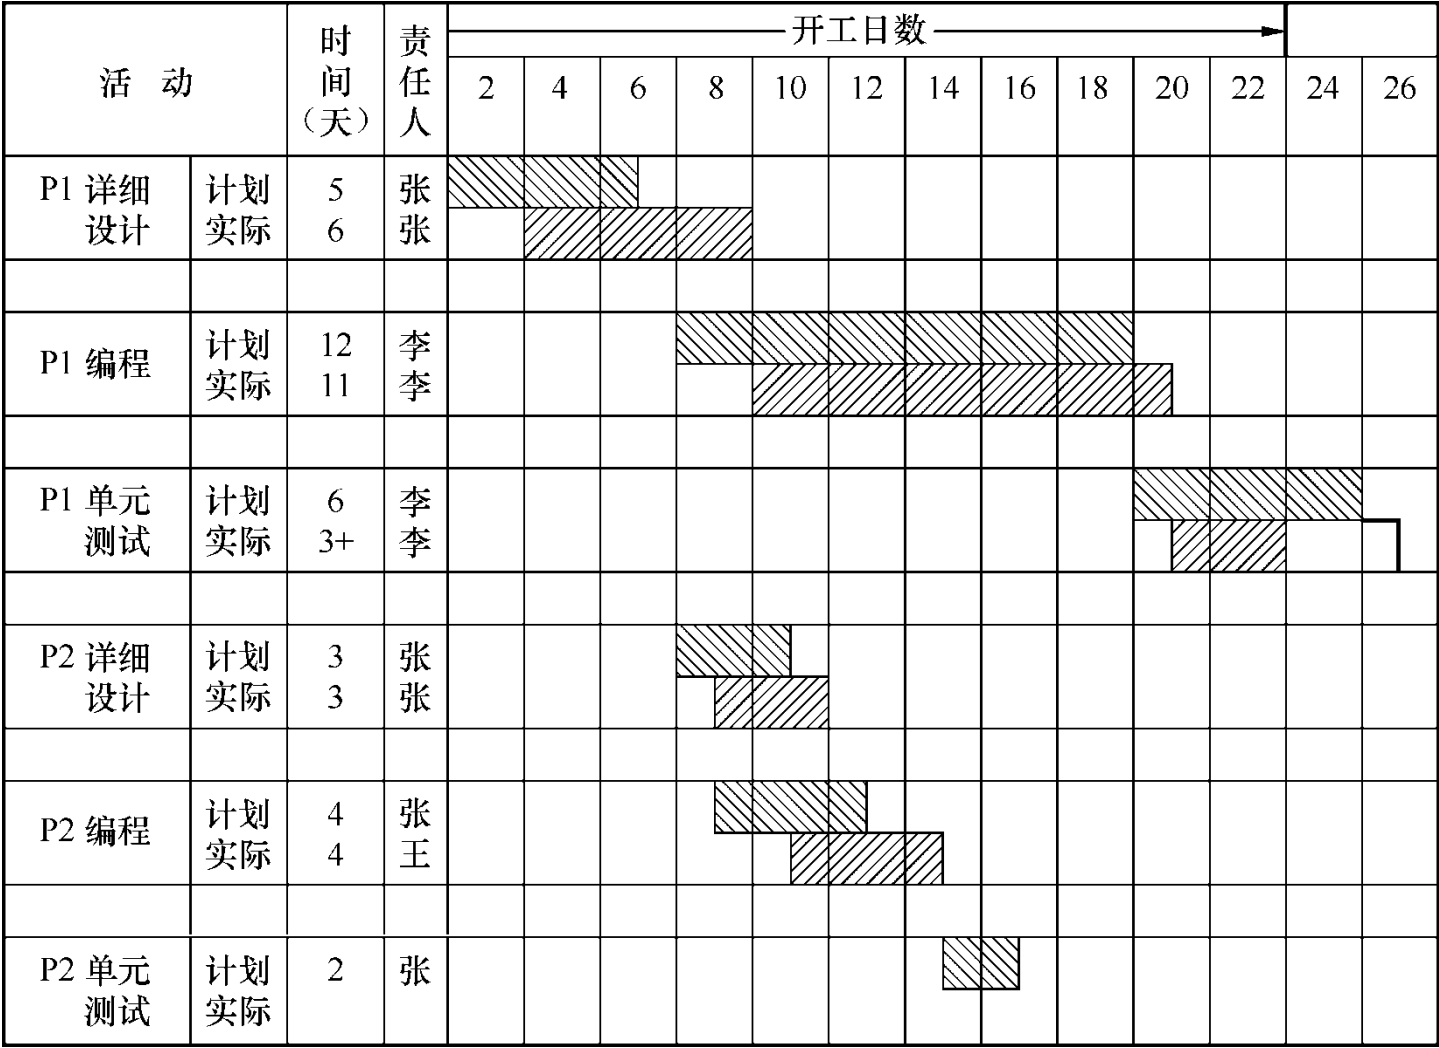 开工日数
活 动
时间(天)
责任人
2 4 6 8 10 12 14 16 18 20 22 24 26
P1 详细设计
计划 5 张
实际 6 张
P1 编程
计划 12 李
实际 11 李
P1 单元测试
计划 6 李
实际 3+ 李
P2 详细设计
计划 3 张
实际 3 张
P2 编程
计划 4 张
实际 4 王
P2 单元测试
计划 2 张
实际